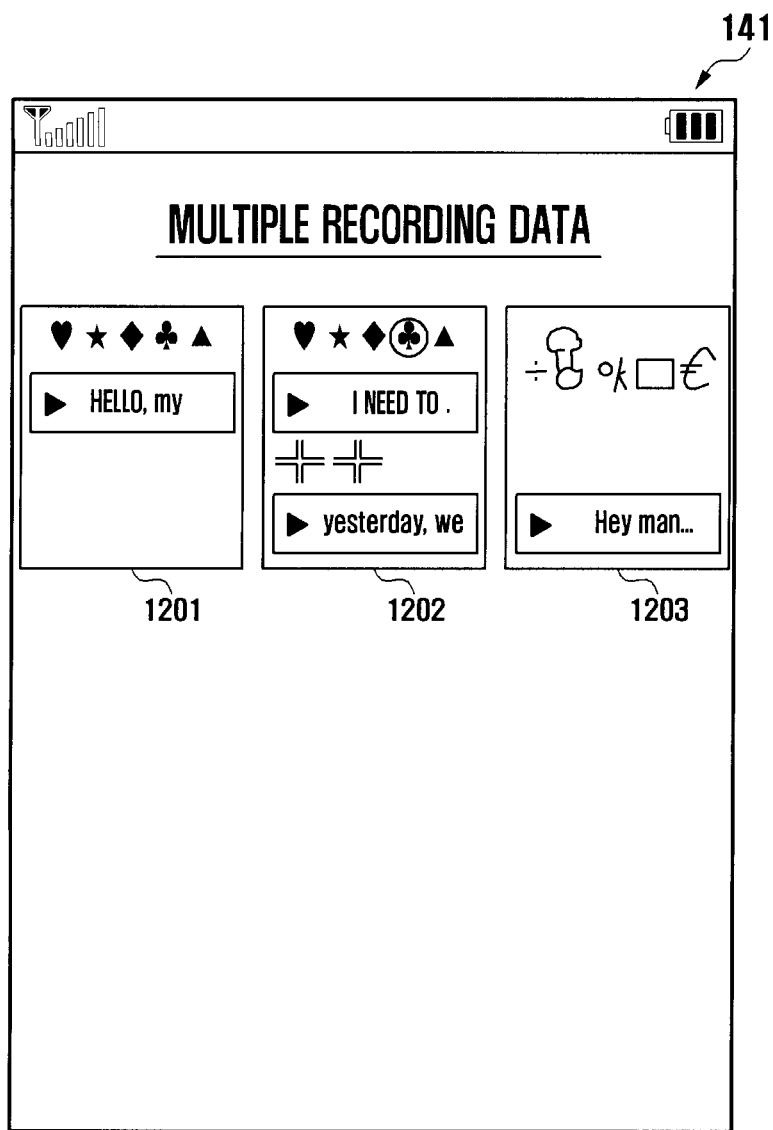 141
MULTIPLE RECORDING DATA
♥ ★ ♦ ♣ ▲
▶ HELLO, my
1201
♥ ★ ♦ ♣ ▲
▶ I NEED TO .
▶ yesterday, we
1202
÷ % □ €
▶ Hey man...
1203